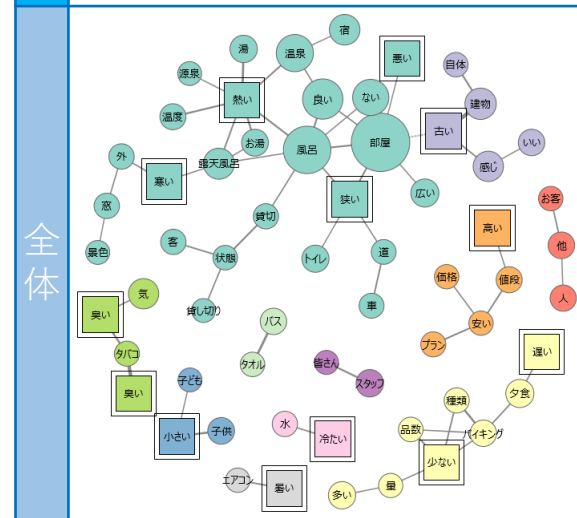 全体
宿
湯
温泉
悪い
自体
源泉
熱い
良い
ない
建物
温度
古い
いい
お湯
風呂
部屋
感じ
外
露天風呂
寒い
広い
お客
窓
貸切
狭い
高い
他
景色
客
状態
トイレ
道
価格
値段
人
気
車
臭い
貸し切り
バス
安い
タバコ
タオル
皆さん
プラン
遅い
臭い
子ども
スタッフ
夕食
小さい
子供
水
冷たい
種類
品数
バイキング
少ない
エアコン
暑い
多い
量